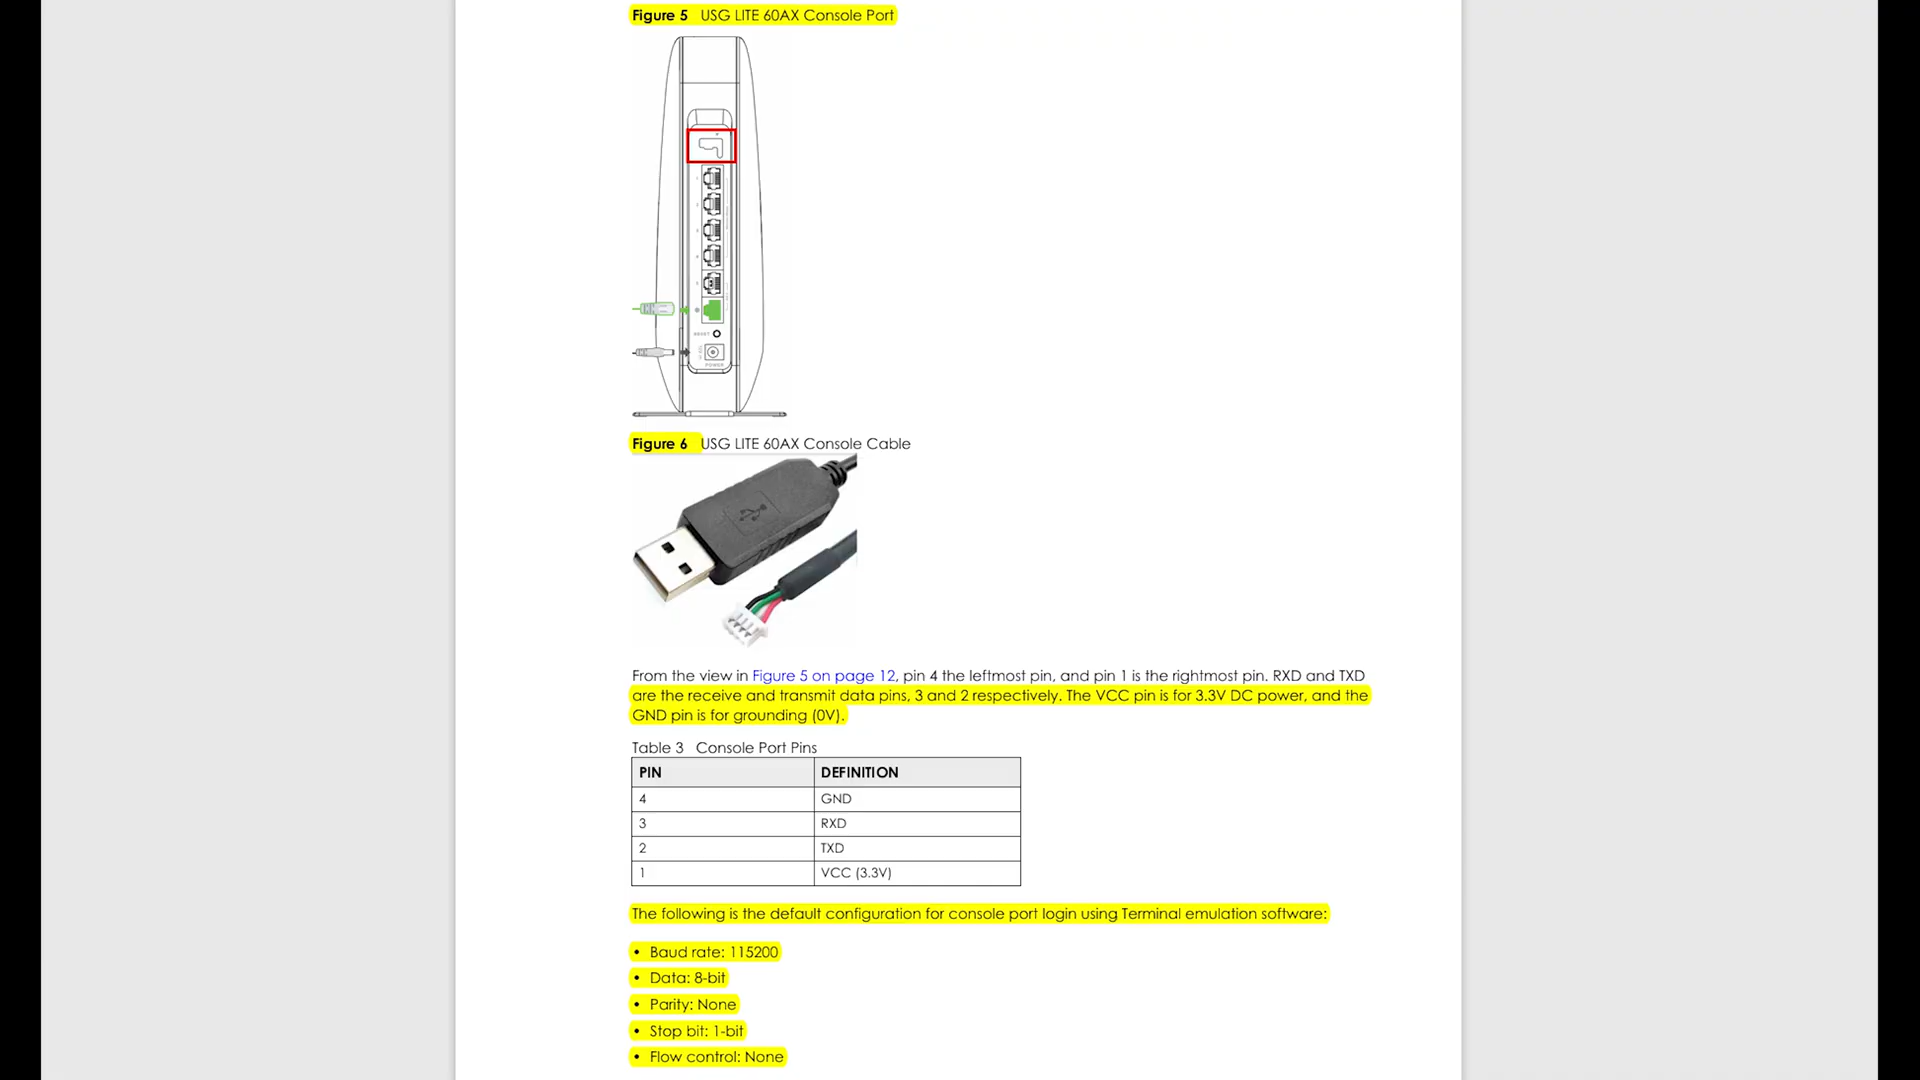 Figure 5 USG LITE 60AX Console Port
RESET
POWER
Figure 6 USG LITE 60AX Console Cable
From the view in Figure 5 on page 12, pin 4 the leftmost pin, and pin 1 is the rightmost pin. RXD and TXD
are the receive and transmit data pins, 3 and 2 respectively. The VCC pin is for 3.3V DC power, and the
GND pin is for grounding (0V).
Table 3 Console Port Pins
PIN DEFINITION
4 GND
3 RXD
2 TXD
1 VCC (3.3V)
The following is the default configuration for console port login using Terminal emulation software:
• Baud rate: 115200
• Data: 8-bit
• Parity: None
• Stop bit: 1-bit
• Flow control: None